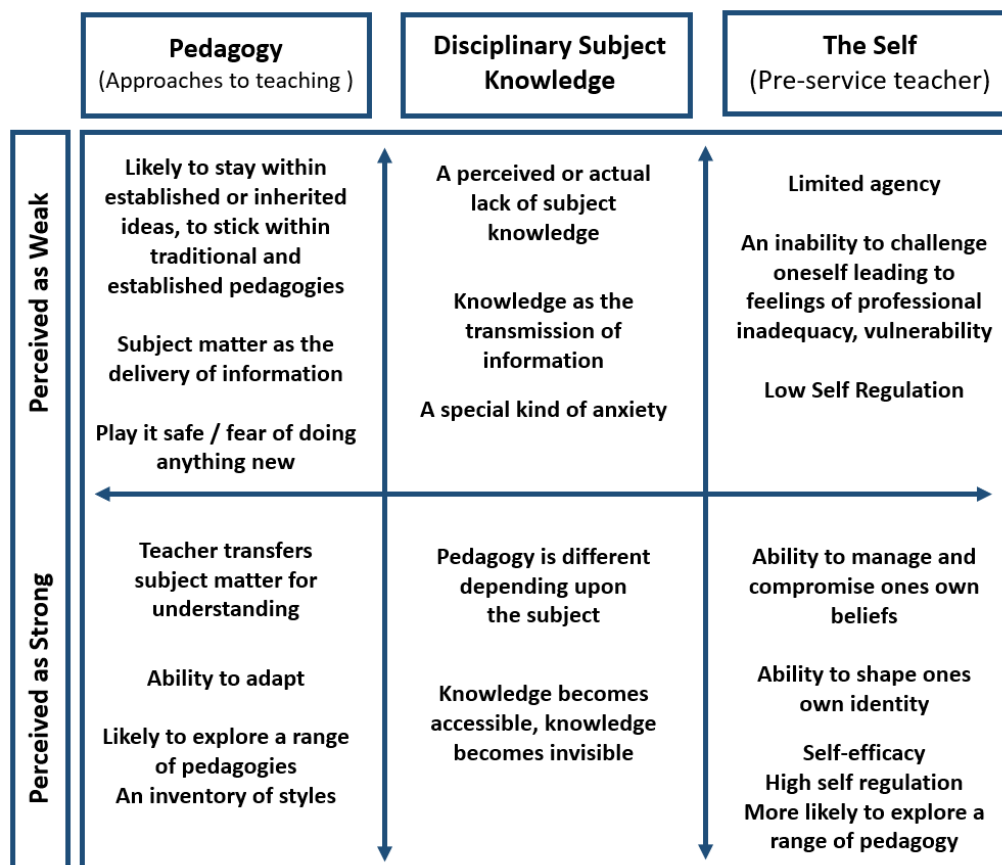 Pedagogy
(Approaches to teaching )
Disciplinary Subject
Knowledge
The Self
(Pre-service teacher)
Perceived as Weak
Likely to stay within
established or inherited
ideas, to stick within
traditional and
established pedagogies
Subject matter as the
delivery of information
Play it safe / fear of doing
anything new
A perceived or actual
lack of subject
knowledge
Knowledge as the
transmission of
information
A special kind of anxiety
Limited agency
An inability to challenge
oneself leading to
feelings of professional
inadequacy, vulnerability
Low Self Regulation
Perceived as Strong
Teacher transfers
subject matter for
understanding
Ability to adapt
Likely to explore a range
of pedagogies
An inventory of styles
Pedagogy is different
depending upon
the subject
Knowledge becomes
accessible, knowledge
becomes invisible
Ability to manage and
compromise ones own
beliefs
Ability to shape ones
own identity
Self-efficacy
High self regulation
More likely to explore a
range of pedagogy